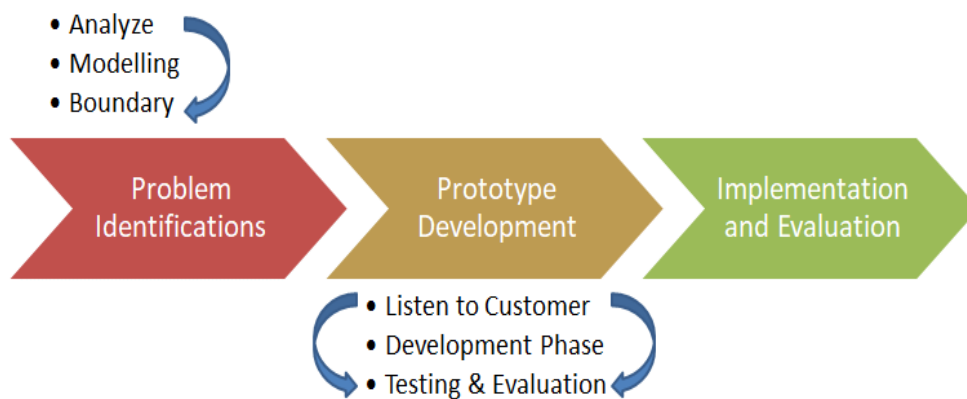 • Analyze
• Modelling
• Boundary
Problem
Identifications
Prototype
Development
Implementation
and Evaluation
• Listen to Customer
• Development Phase
• Testing & Evaluation